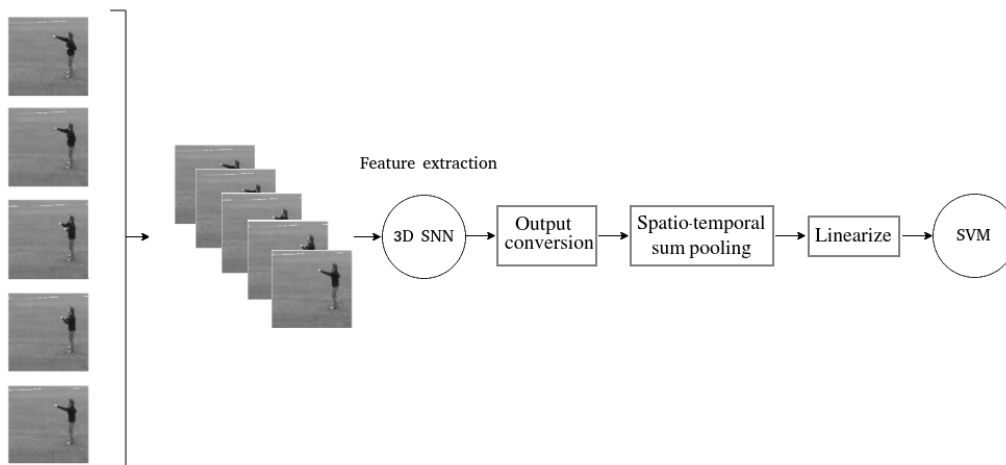 Feature extraction
3D SNN
Output
conversion
Spatio-temporal
sum pooling
Linearize
SVM